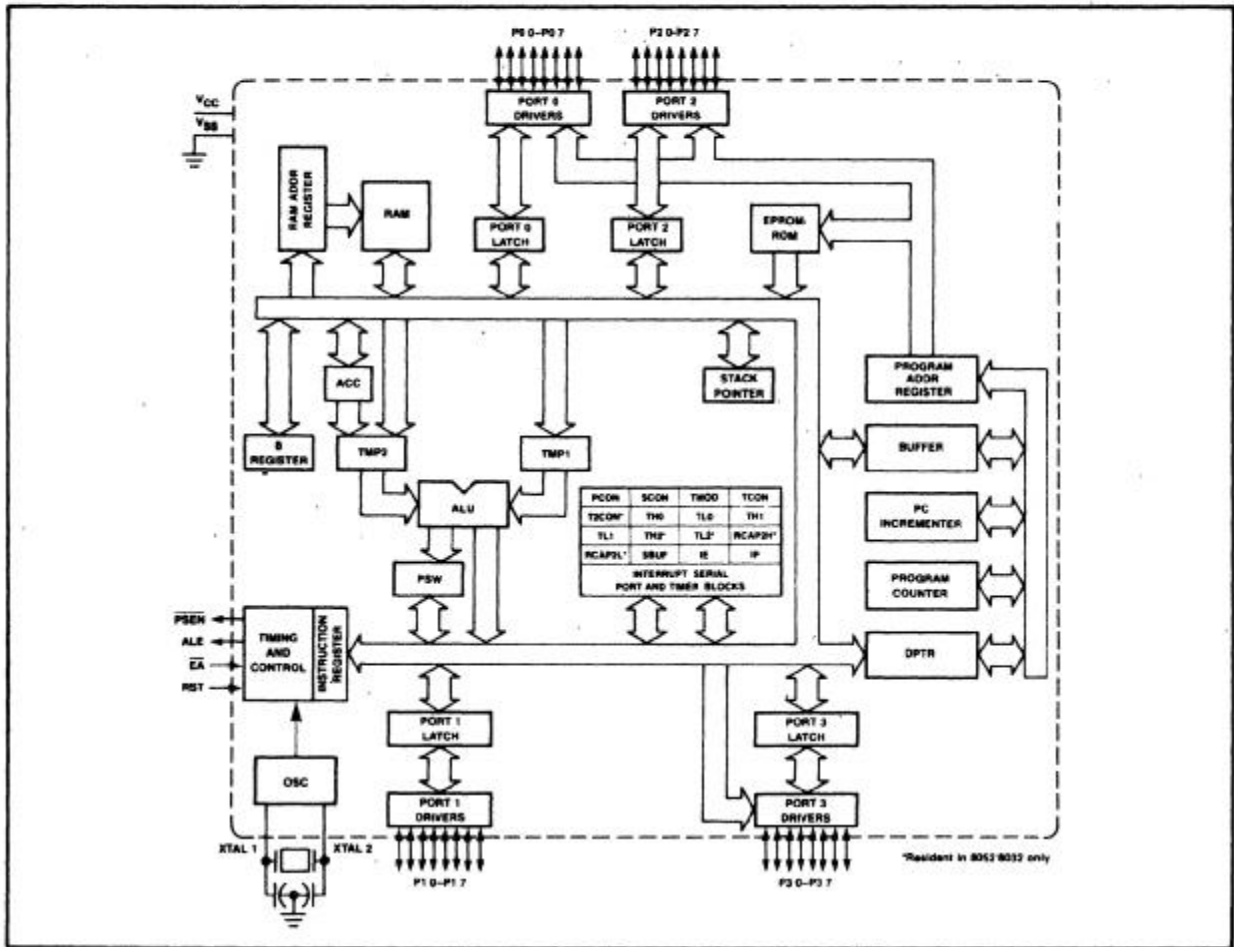 P0 0–P0 7
P2 0–P2 7
VCC
VSS
PORT 0
DRIVERS
PORT 2
DRIVERS
RAM ADDR
REGISTER
RAM
PORT 0
LATCH
PORT 2
LATCH
EPROM-
ROM
ACC
STACK
POINTER
PROGRAM
ADDR
REGISTER
B
REGISTER
TMP2
TMP1
BUFFER
ALU
PCON SCON TMOD TCON
T2CON* TH0 TL0 TH1
TL1 TH2* TL2* RCAP2H*
RCAP2L* SBUF IE IP
INTERRUPT SERIAL
PORT AND TIMER BLOCKS
PC
INCREMENTER
PSW
PROGRAM
COUNTER
PSEN
ALE
EA
RST
TIMING
AND
CONTROL
INSTRUCTION
REGISTER
DPTR
PORT 1
LATCH
PORT 3
LATCH
OSC
PORT 1
DRIVERS
PORT 3
DRIVERS
XTAL 1
XTAL 2
*Resident in 8052/8032 only
P1 0–P1 7
P3 0–P3 7